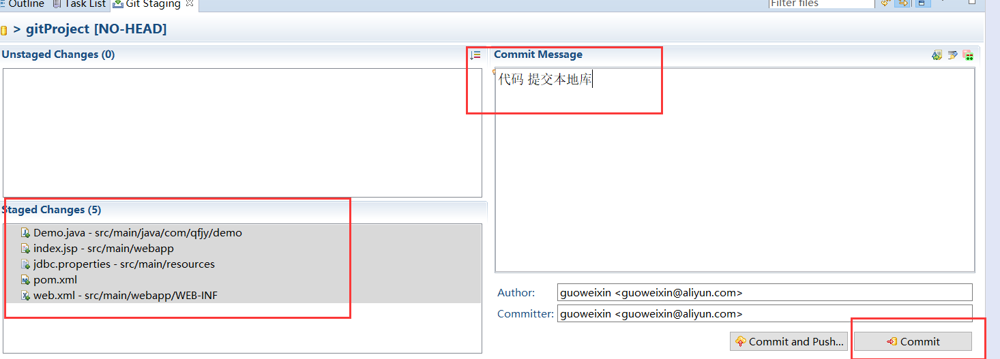 Outline Task List Git Staging
Filter files
> gitProject [NO-HEAD]
Unstaged Changes (0)
Commit Message
代码 提交本地库
Staged Changes (5)
Demo.java - src/main/java/com/qfjy/demo
index.jsp - src/main/webapp
jdbc.properties - src/main/resources
pom.xml
web.xml - src/main/webapp/WEB-INF
Author: guoweixin <guoweixin@aliyun.com>
Committer: guoweixin <guoweixin@aliyun.com>
Commit and Push... Commit